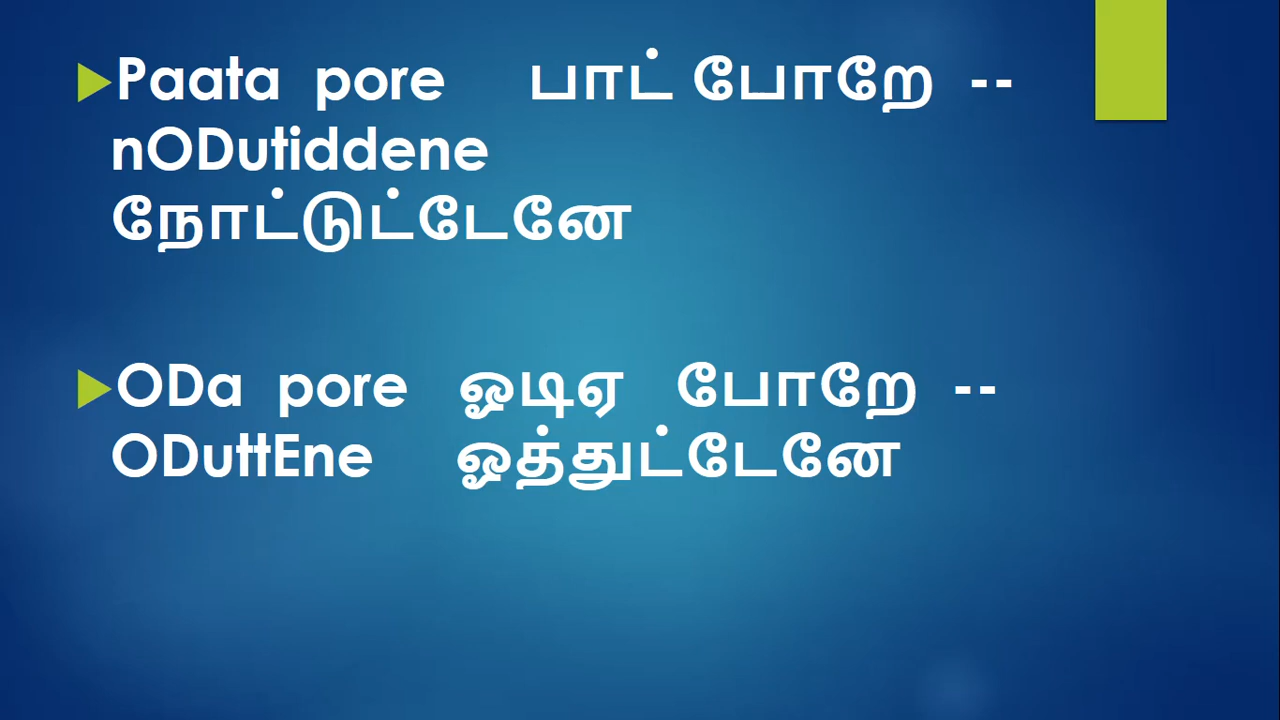 Paata pore பாட் போறே --
nODutiddene
நோட்டுட்டேனே
ODa pore ஓடிஏ போறே --
ODuttEne ஓத்துட்டேனே